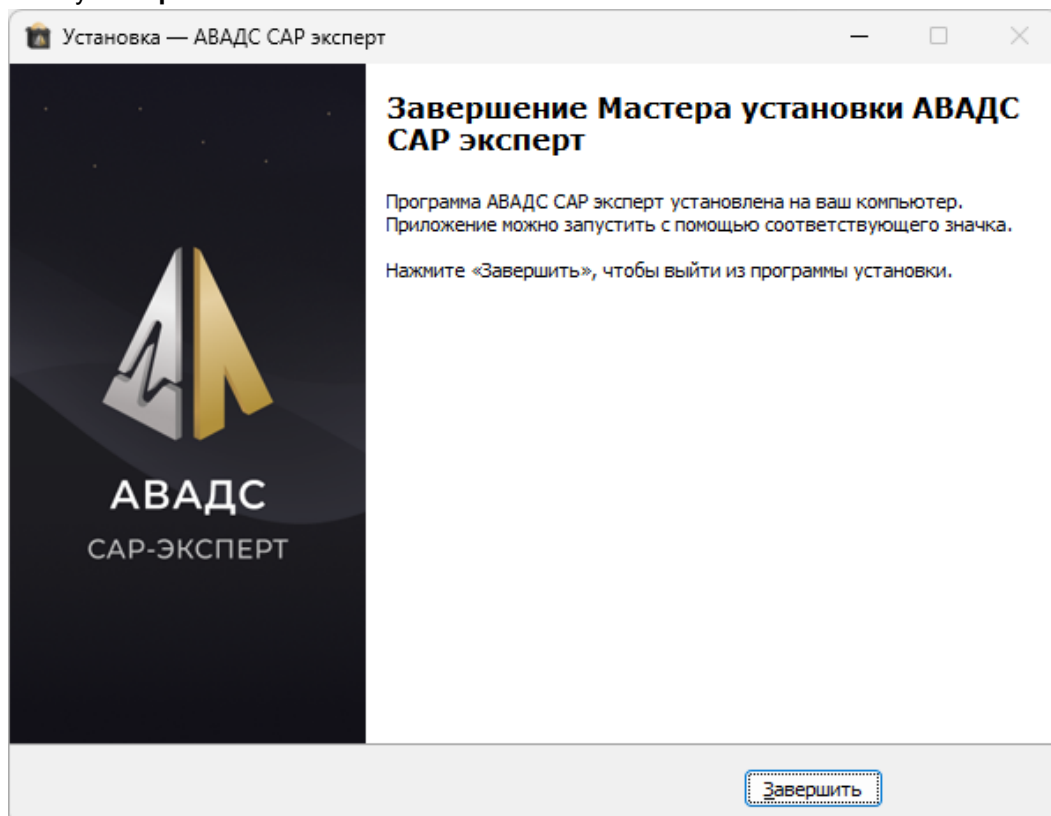 Установка — АВАДС САР эксперт
Завершение Мастера установки АВАДС
САР эксперт
Программа АВАДС САР эксперт установлена на ваш компьютер.
Приложение можно запустить с помощью соответствующего значка.
Нажмите «Завершить», чтобы выйти из программы установки.
АВАДС
САР-ЭКСПЕРТ
Завершить